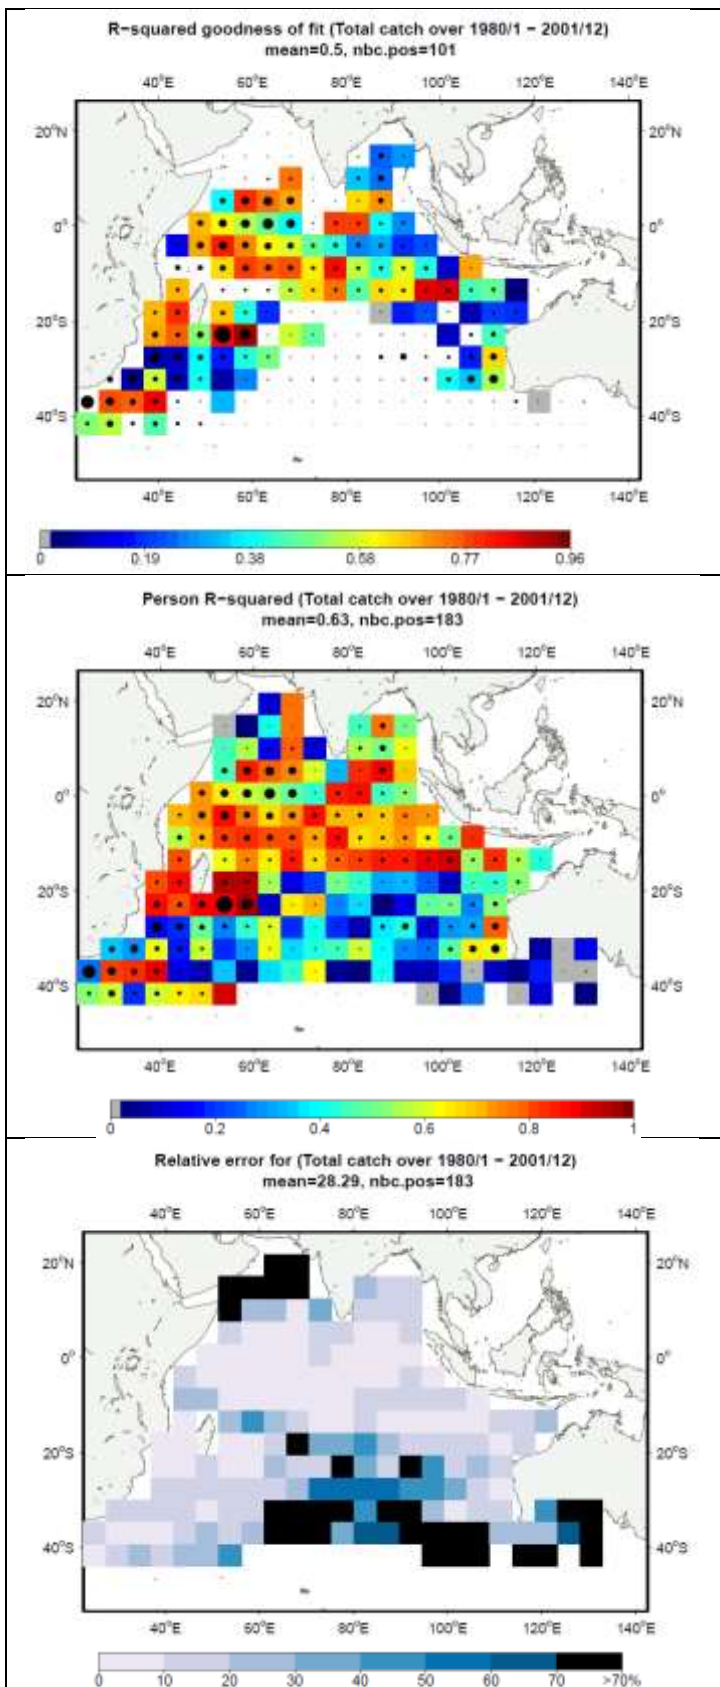 R−squared goodness of fit (Total catch over 1980/1 − 2001/12)
mean=0.5, nbc.pos=101
40°E 60°E 80°E 100°E 120°E 140°E
20°N 20°N
0° 0°
20°S 20°S
40°S 40°S
40°E 60°E 80°E 100°E 120°E 140°E
0 0.19 0.38 0.58 0.77 0.96
Person R−squared (Total catch over 1980/1 − 2001/12)
mean=0.63, nbc.pos=183
40°E 60°E 80°E 100°E 120°E 140°E
20°N 20°N
0° 0°
20°S 20°S
40°S 40°S
40°E 60°E 80°E 100°E 120°E 140°E
0 0.2 0.4 0.6 0.8 1
Relative error for (Total catch over 1980/1 − 2001/12)
mean=28.29, nbc.pos=183
40°E 60°E 80°E 100°E 120°E 140°E
20°N 20°N
0° 0°
20°S 20°S
40°S 40°S
40°E 60°E 80°E 100°E 120°E 140°E
0 10 20 30 40 50 60 70 >70%